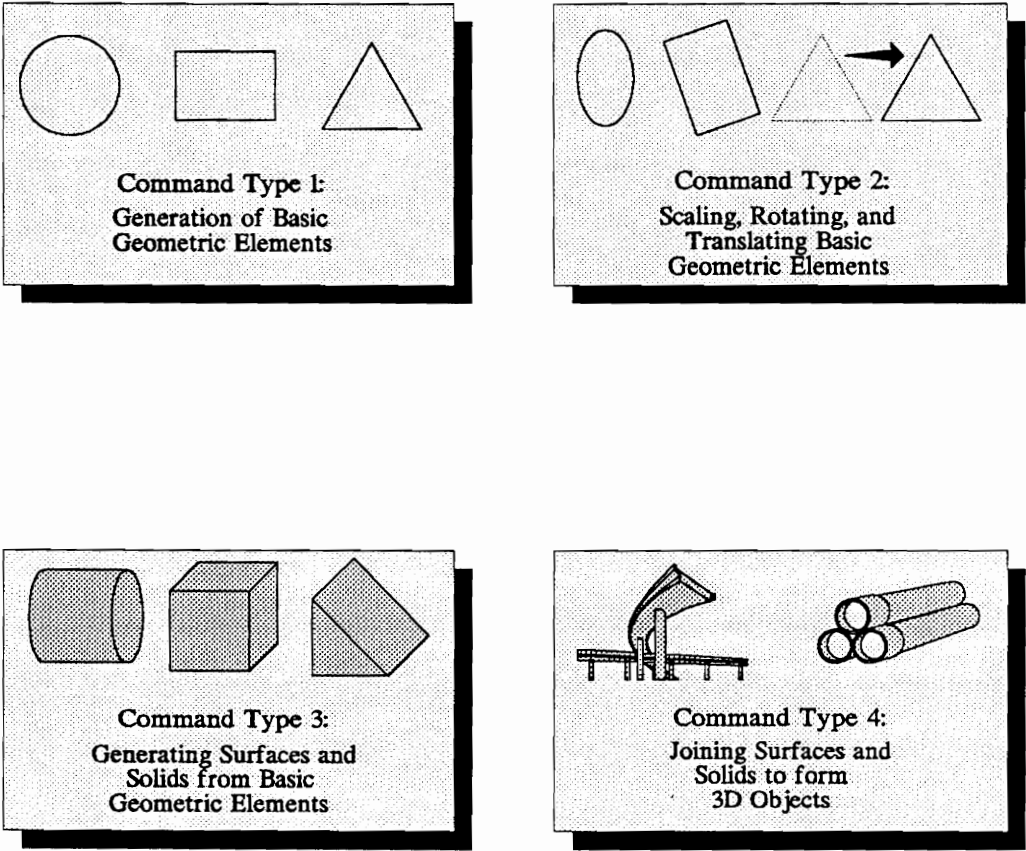 Command Type 1:
Generation of Basic
Geometric Elements
Command Type 2:
Scaling, Rotating, and
Translating Basic
Geometric Elements
Command Type 3:
Generating Surfaces and
Solids from Basic
Geometric Elements
Command Type 4:
Joining Surfaces and
Solids to form
3D Objects